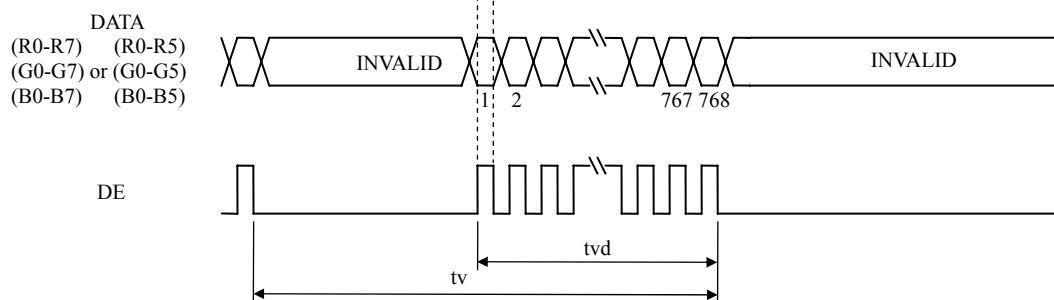 DATA
(R0-R7) (R0-R5)
(G0-G7) or (G0-G5)
(B0-B7) (B0-B5)
INVALID
INVALID
1 2 767 768
DE
tvd
tv